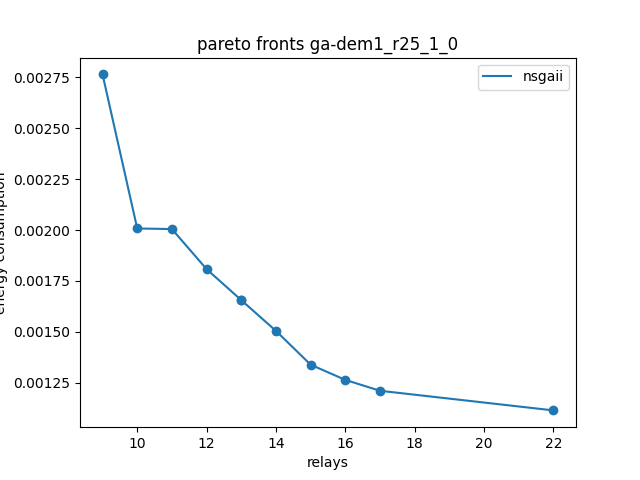 pareto fronts ga-dem1_r25_1_0
nsgaii
0.00275
0.00250
0.00225
0.00200
0.00175
0.00150
0.00125
energy consumption
10 12 14 16 18 20 22
relays